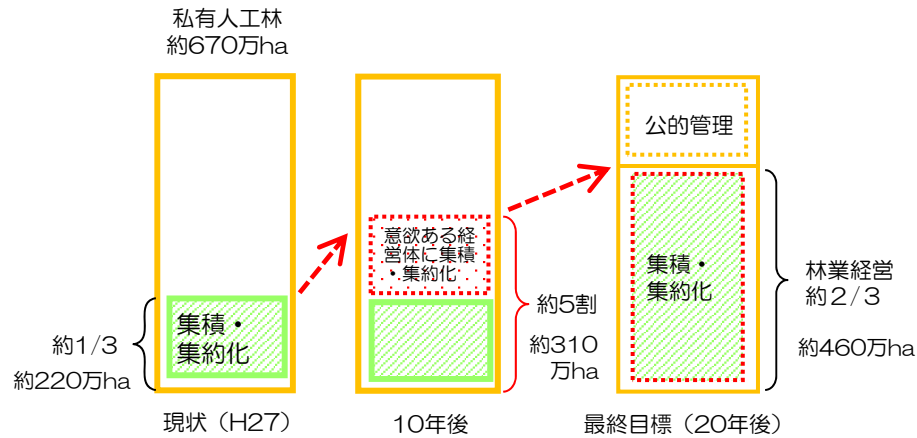 私有人工林
約670万ha
集積・
集約化
約1/3
約220万ha
現状（H27）
意欲ある経
営体に集積
・集約化
約5割
約310
万ha
10年後
公的管理
集積・
集約化
林業経営
約２/３
約460万ha
最終目標（20年後）